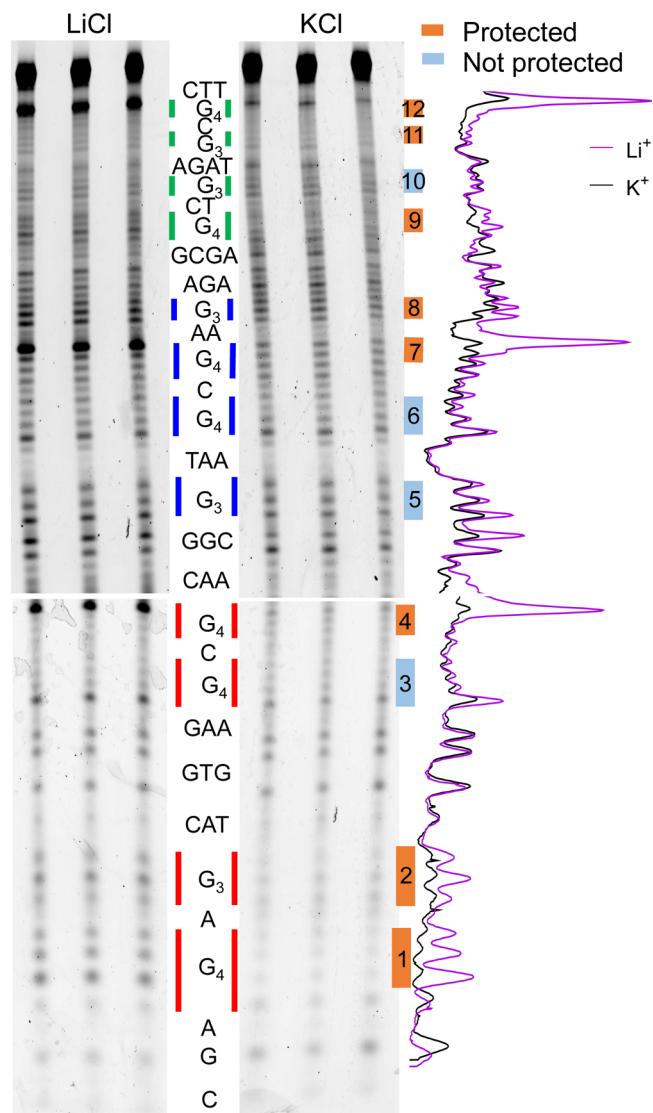 LiCl
KCl
Protected
Not protected
CTT
G₄
12
C
11
G₃
Li⁺
AGAT
G₃
10
K⁺
CT
G₄
9
GCGA
AGA
G₃
8
AA
G₄
7
C
G₄
6
TAA
G₃
5
GGC
CAA
G₄
4
C
G₄
3
GAA
GTG
CAT
G₃
2
A
G₄
1
A
G
C